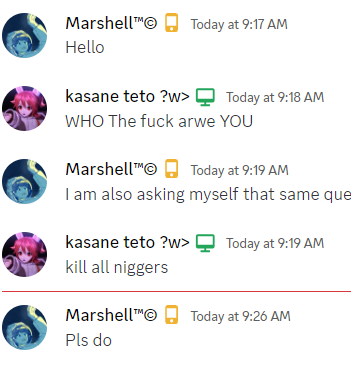 Marshell™© Today at 9:17 AM
Hello
kasane teto ?w> Today at 9:18 AM
WHO The fuck arwe YOU
Marshell™© Today at 9:19 AM
I am also asking myself that same que
kasane teto ?w> Today at 9:19 AM
kill all niggers
Marshell™© Today at 9:26 AM
Pls do